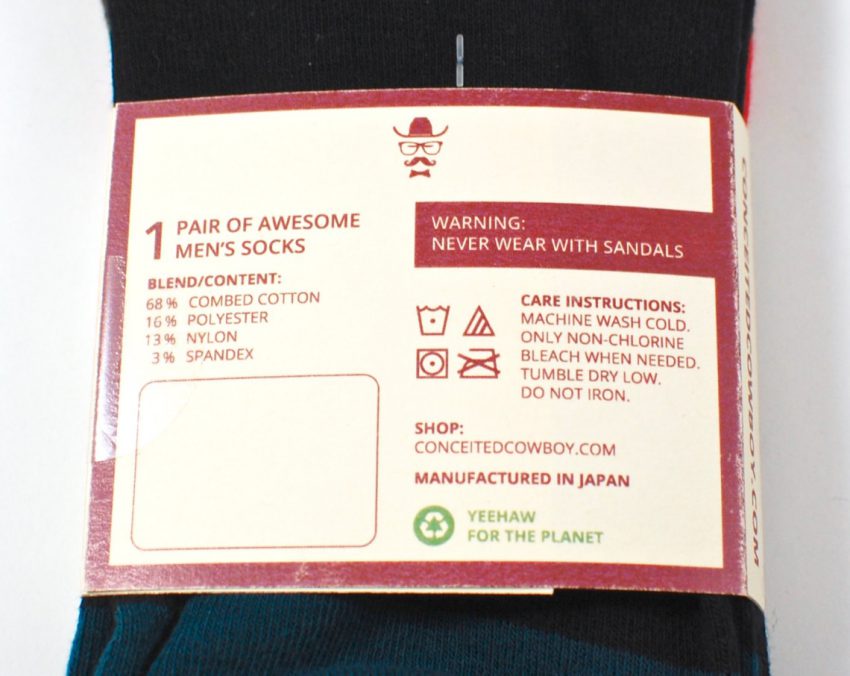 1 PAIR OF AWESOME
MEN'S SOCKS
BLEND/CONTENT:
68% COMBED COTTON
16% POLYESTER
13% NYLON
3% SPANDEX
WARNING:
NEVER WEAR WITH SANDALS
CARE INSTRUCTIONS:
MACHINE WASH COLD.
ONLY NON-CHLORINE
BLEACH WHEN NEEDED.
TUMBLE DRY LOW.
DO NOT IRON.
SHOP:
CONCEITEDCOWBOY.COM
MANUFACTURED IN JAPAN
YEEHAW
FOR THE PLANET
CONCEITEDCOWBOY.COM